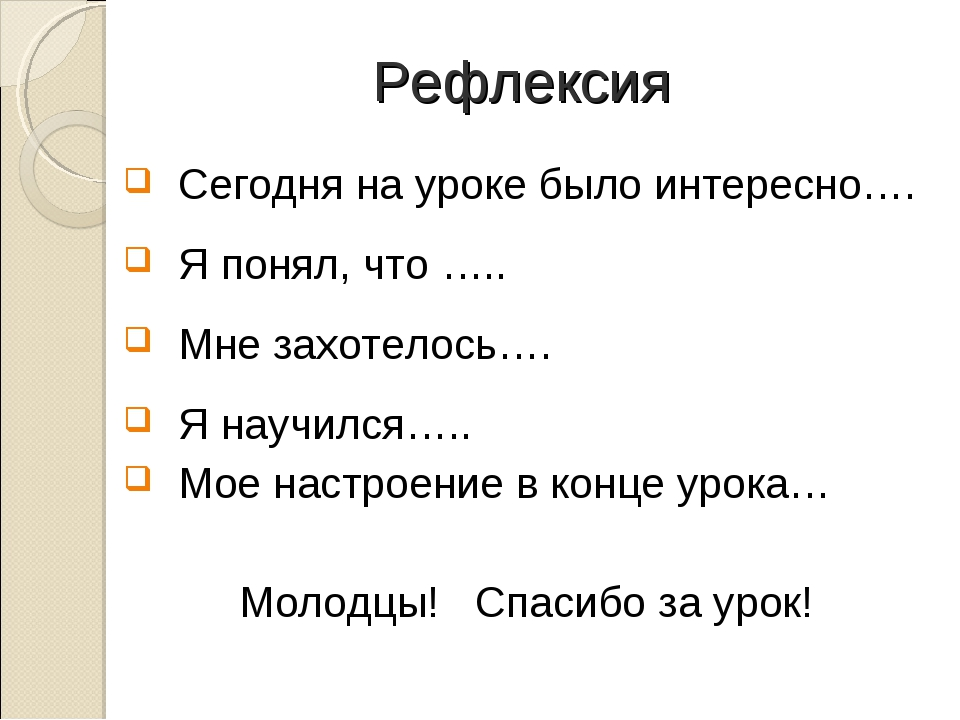 Рефлексия
Сегодня на уроке было интересно….
Я понял, что …..
Мне захотелось….
Я научился…..
Мое настроение в конце урока…
Молодцы! Спасибо за урок!